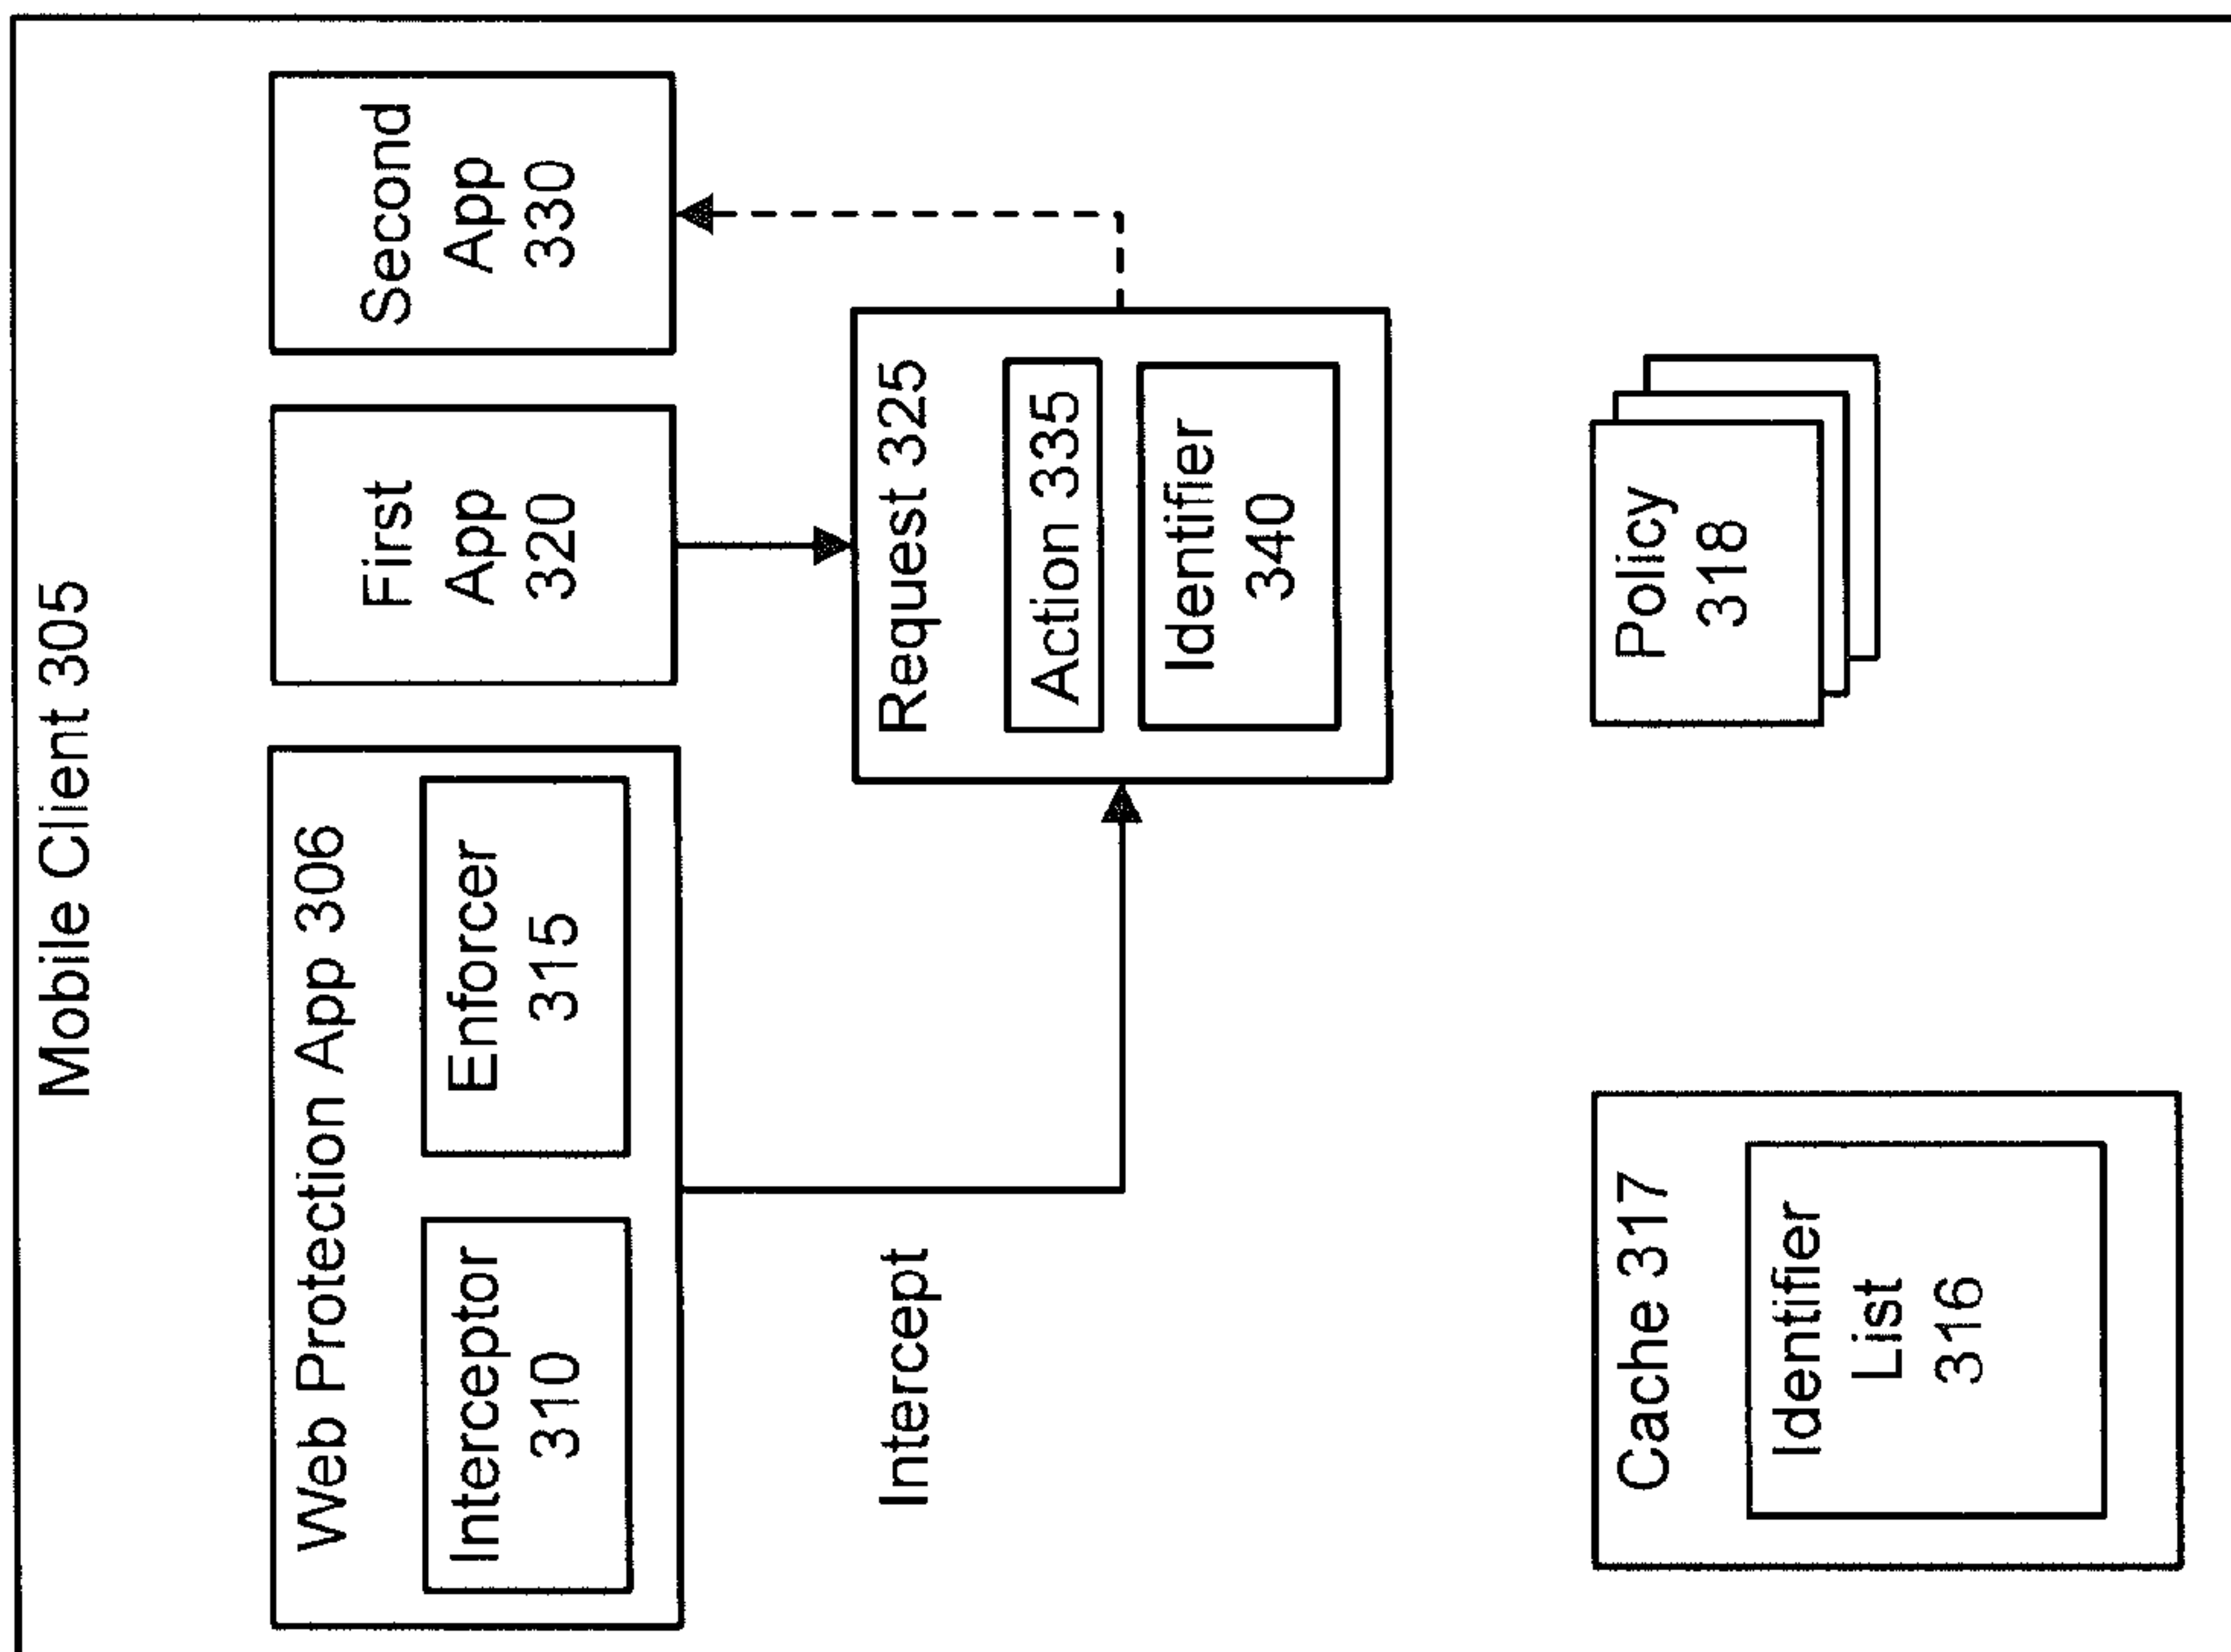 Mobile Client 305
Web Protection App 306
Interceptor
310
Enforcer
315
First
App
320
Second
App
330
Intercept
Request 325
Action 335
Identifier
340
Cache 317
Identifier
List
316
Policy
318